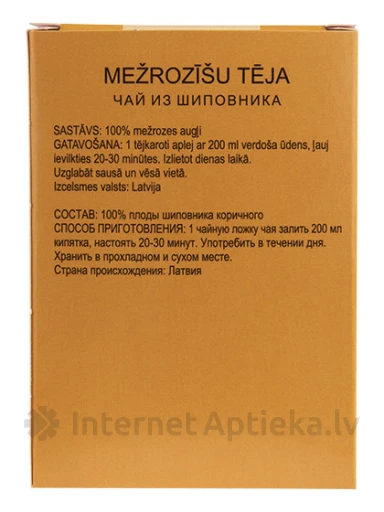 MEŽROZĪŠU TĒJA
ЧАЙ ИЗ ШИПОВНИКА
SASTĀVS: 100% mežrozes augļi
GATAVOŠANA: 1 tējkaroti aplej ar 200 ml verdoša ūdens, ļauj
ievilkties 20-30 minūtes. Izlietot dienas laikā.
Uzglabāt sausā un vēsā vietā.
Izcelsmes valsts: Latvija
СОСТАВ: 100% плоды шиповника коричного
СПОСОБ ПРИГОТОВЛЕНИЯ: 1 чайную ложку чая залить 200 мл
кипятка, настоять 20-30 минут. Употребить в течении дня.
Хранить в прохладном и сухом месте.
Страна происхождения: Латвия
Internet Aptieka.lv